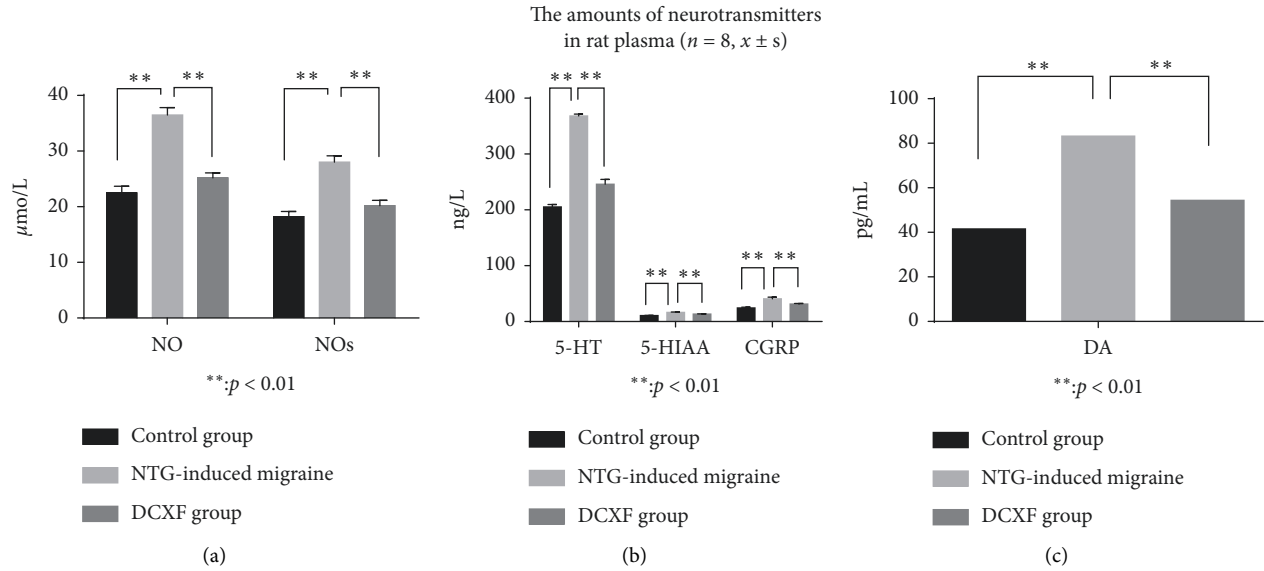 The amounts of neurotransmitters
in rat plasma (n = 8, x ± s)
** ** ** **
40
30
20
10
0
μmo/L
NO NOs
**:p < 0.01
Control group
NTG-induced migraine
DCXF group
(a)
** **
** **
** **
400
300
200
100
0
ng/L
5-HT 5-HIAA CGRP
**:p < 0.01
Control group
NTG-induced migraine
DCXF group
(b)
** **
100
80
60
40
20
0
pg/mL
DA
**:p < 0.01
Control group
NTG-induced migraine
DCXF group
(c)